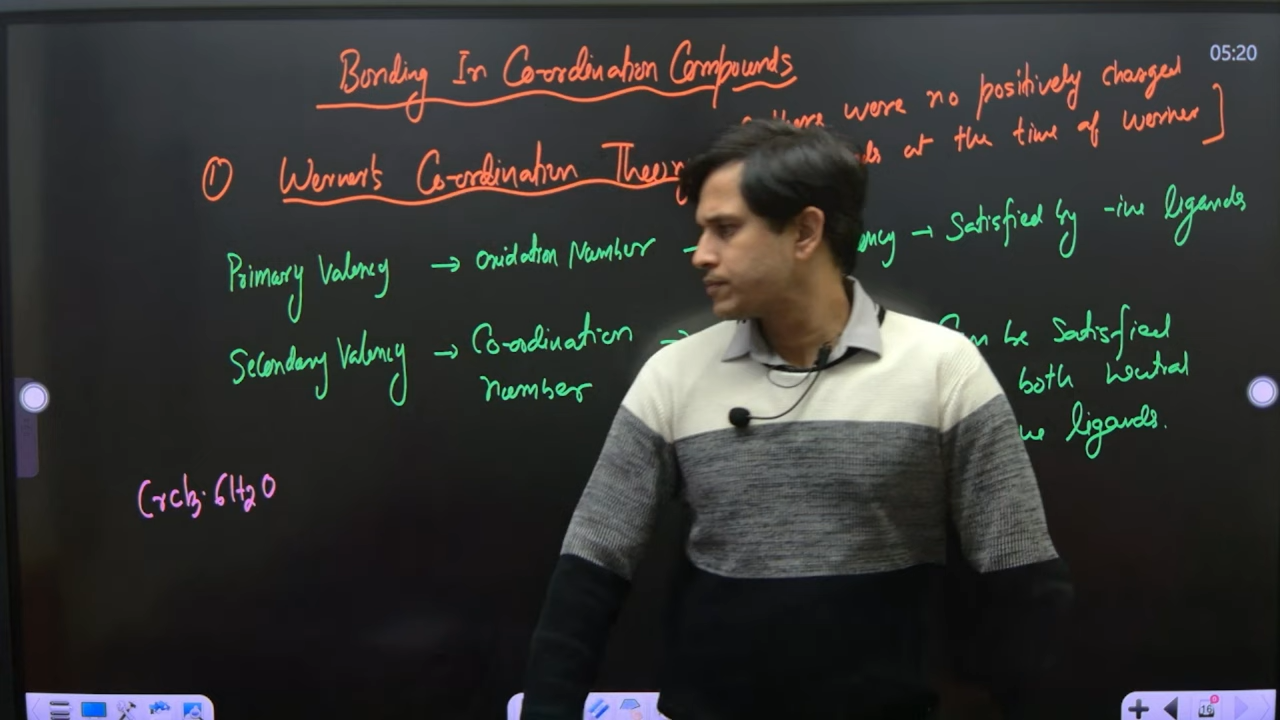 05:20
Bonding In Co-ordination Compounds
there were no positively charged
at the time of werner]
① Werner's Co-ordination Theory
Primary Valency → Oxidation Number → → Satisfied by -ive ligands
Secondary Valency → Co-ordination → be Satisfied
number both neutral
ligands.
CrCl3·6H2O
16